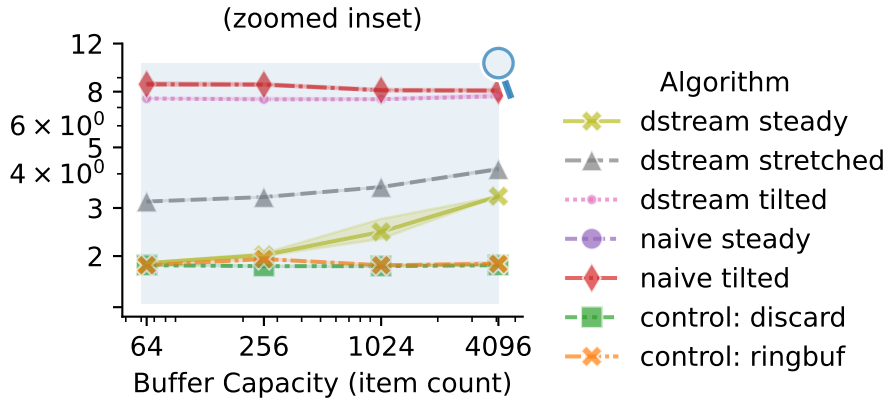 (zoomed inset)
12
8
6 × 10⁰
5
4 × 10⁰
3
2
64 256 1024 4096
Buffer Capacity (item count)
Algorithm
dstream steady
dstream stretched
dstream tilted
naive steady
naive tilted
control: discard
control: ringbuf